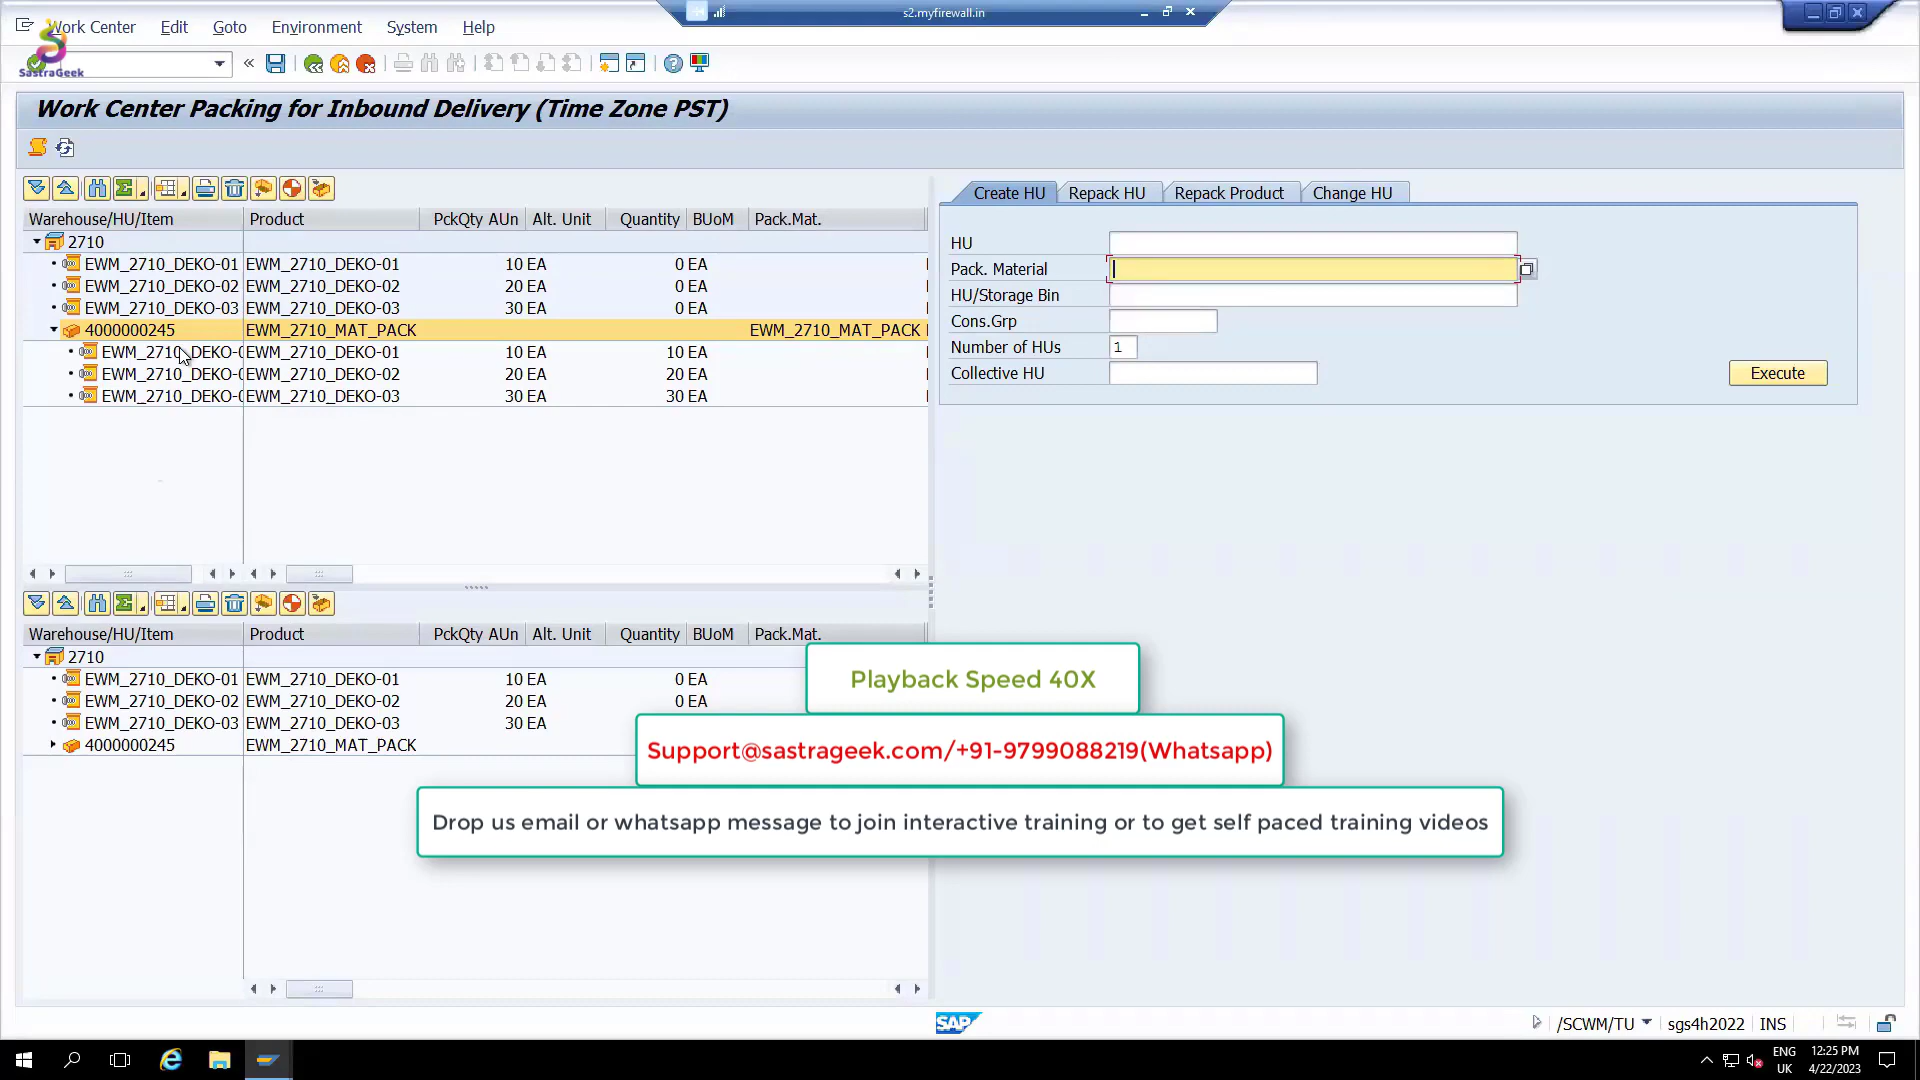 Work Center Edit Goto Environment System Help
s2.myfirewall.in
SastraGeek
Work Center Packing for Inbound Delivery (Time Zone PST)
Warehouse/HU/Item Product PckQty AUn Alt. Unit Quantity BUoM Pack.Mat.
2710
EWM_2710_DEKO-01 EWM_2710_DEKO-01 10 EA 0 EA
EWM_2710_DEKO-02 EWM_2710_DEKO-02 20 EA 0 EA
EWM_2710_DEKO-03 EWM_2710_DEKO-03 30 EA 0 EA
4000000245 EWM_2710_MAT_PACK EWM_2710_MAT_PACK
EWM_2710_DEKO- EWM_2710_DEKO-01 10 EA 10 EA
EWM_2710_DEKO- EWM_2710_DEKO-02 20 EA 20 EA
EWM_2710_DEKO- EWM_2710_DEKO-03 30 EA 30 EA
Create HU Repack HU Repack Product Change HU
HU
Pack. Material
HU/Storage Bin
Cons.Grp
Number of HUs 1
Collective HU Execute
Warehouse/HU/Item Product PckQty AUn Alt. Unit Quantity BUoM Pack.Mat.
2710
EWM_2710_DEKO-01 EWM_2710_DEKO-01 10 EA 0 EA
EWM_2710_DEKO-02 EWM_2710_DEKO-02 20 EA 0 EA
EWM_2710_DEKO-03 EWM_2710_DEKO-03 30 EA
4000000245 EWM_2710_MAT_PACK
Playback Speed 40X
Support@sastrageek.com/+91-9799088219(Whatsapp)
Drop us email or whatsapp message to join interactive training or to get self paced training videos
SAP /SCWM/TU sgs4h2022 INS
ENG 12:25 PM
UK 4/22/2023